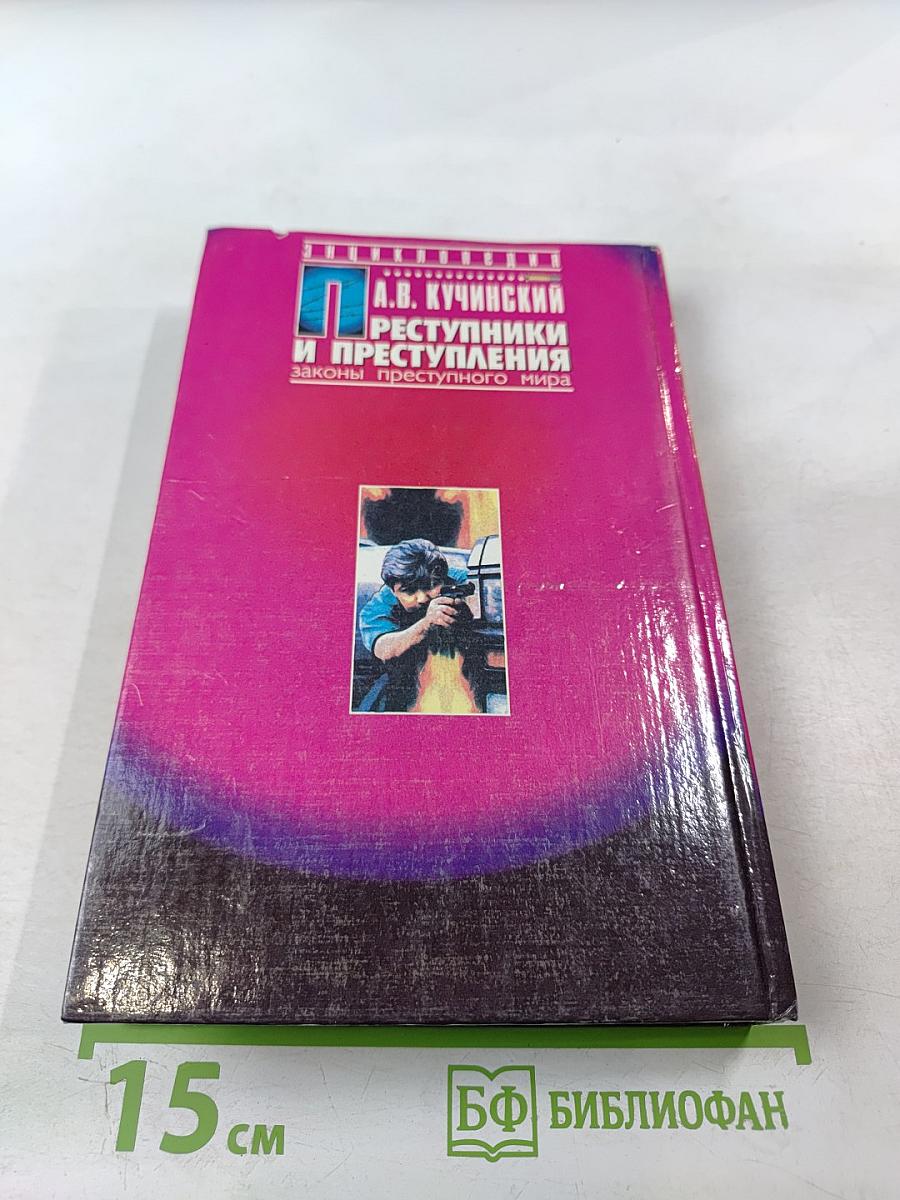 ЭНЦИКЛОПЕДИЯ
А.В. КУЧИНСКИЙ
ПРЕСТУПНИКИ
И ПРЕСТУПЛЕНИЯ
законы преступного мира
15 см
БФ БИБЛИОФАН